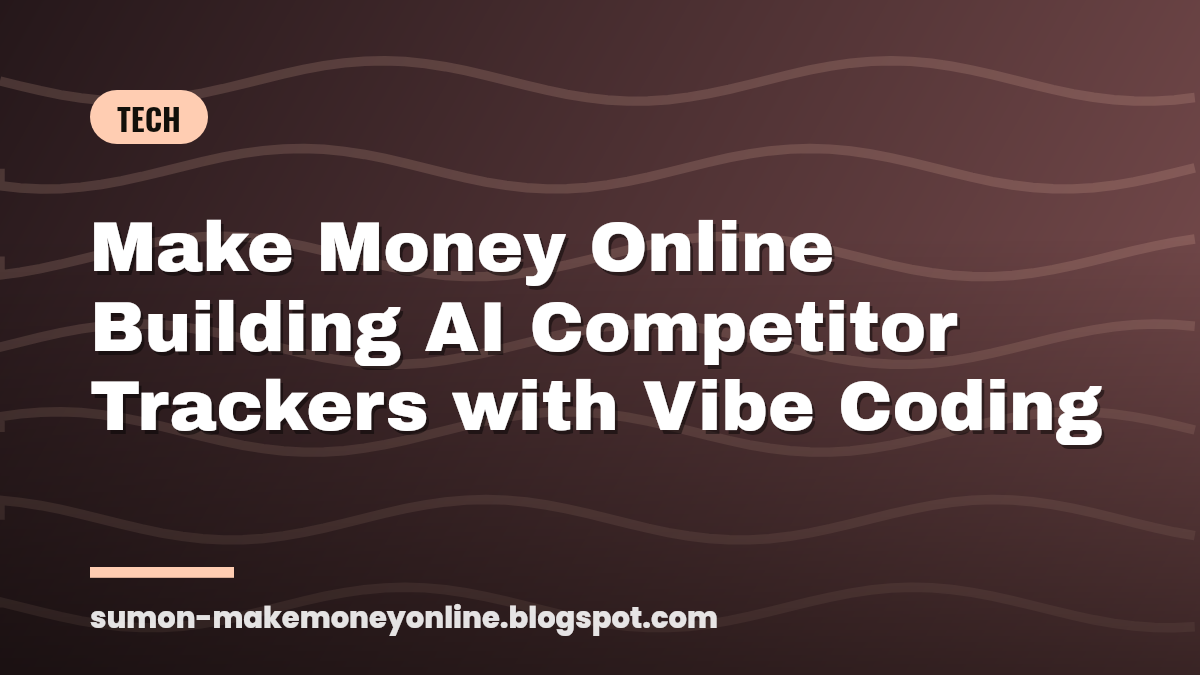 TECH
Make Money Online
Building AI Competitor
Trackers with Vibe Coding
sumon-makemoneyonline.blogspot.com